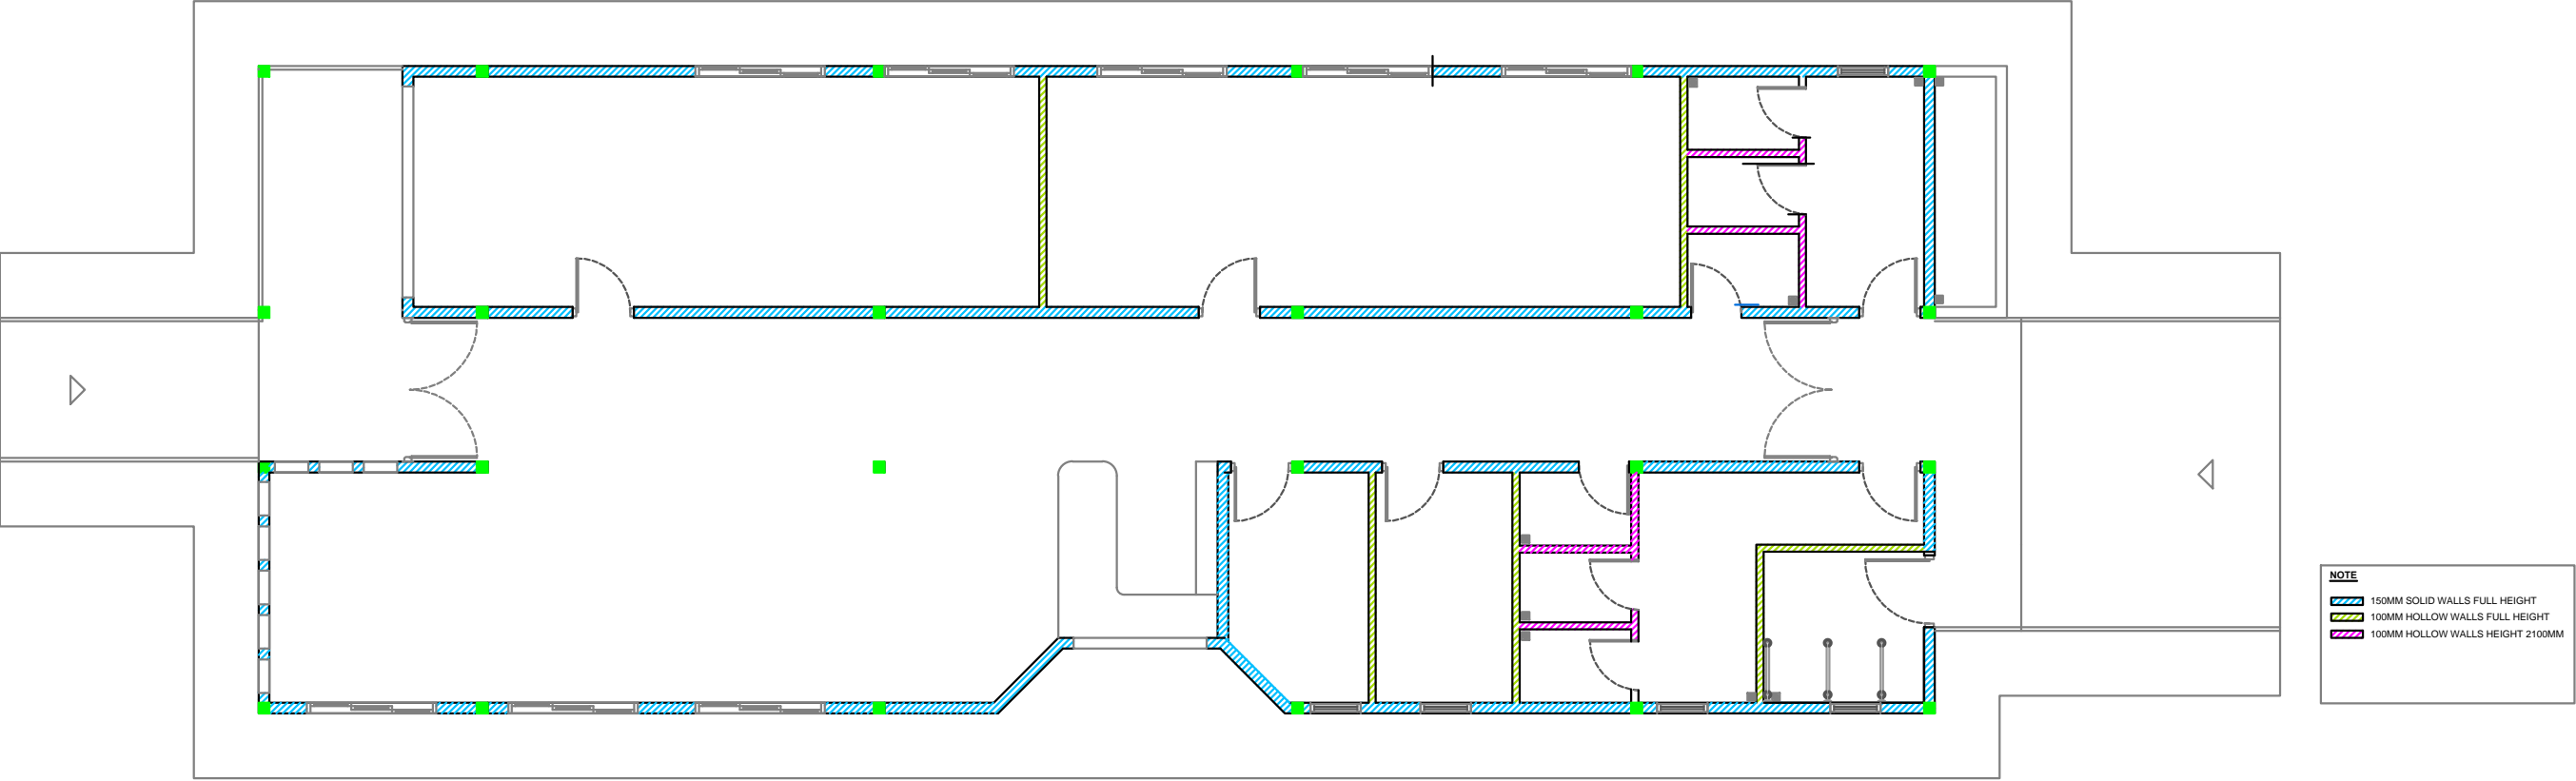 NOTE
150MM SOLID WALLS FULL HEIGHT
100MM HOLLOW WALLS FULL HEIGHT
100MM HOLLOW WALLS HEIGHT 2100MM